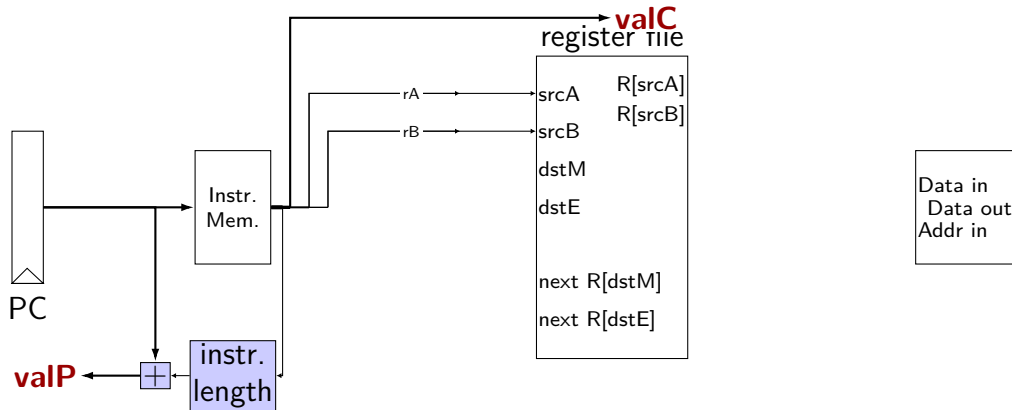 valC
register file
rA
srcA
R[srcA]
R[srcB]
rB
srcB
dstM
dstE
Instr.
Mem.
Data in
Data out
Addr in
next R[dstM]
next R[dstE]
PC
instr.
length
+
valP